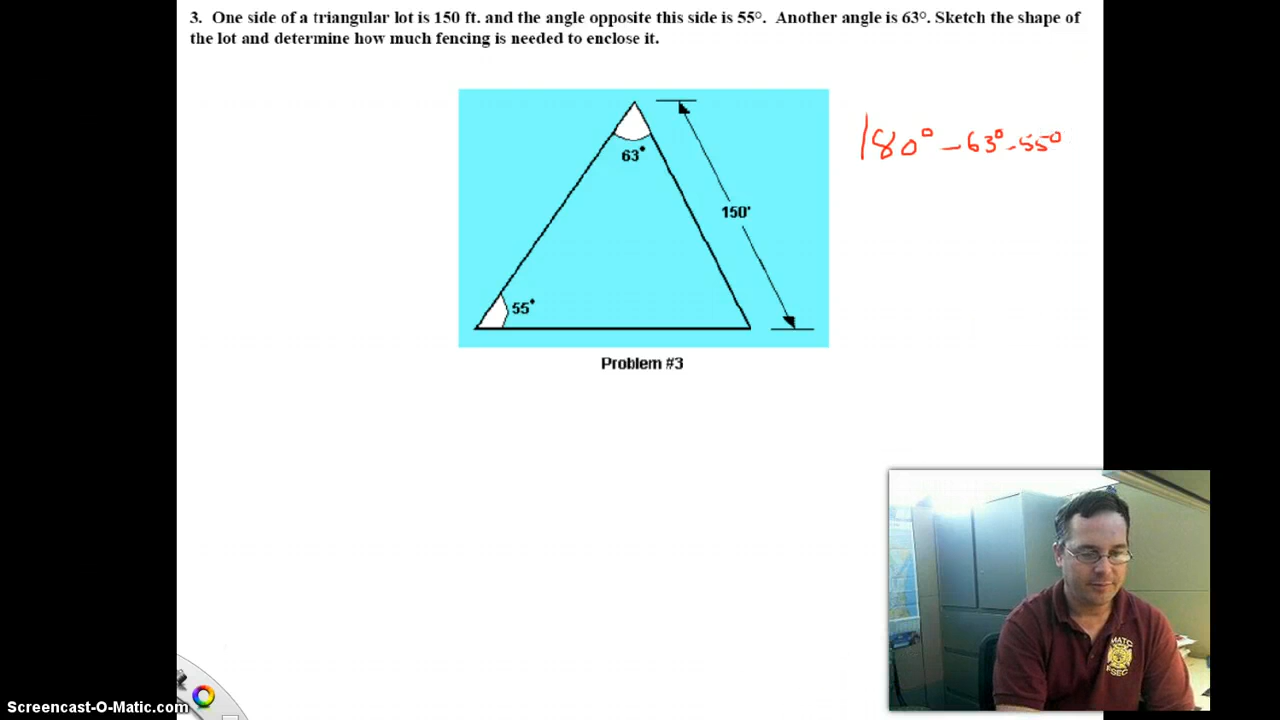 3. One side of a triangular lot is 150 ft. and the angle opposite this side is 55°. Another angle is 63°. Sketch the shape of
the lot and determine how much fencing is needed to enclose it.
180° - 63° - 55°
63°
150'
55°
Problem #3
MATC
Screencast-O-Matic.com